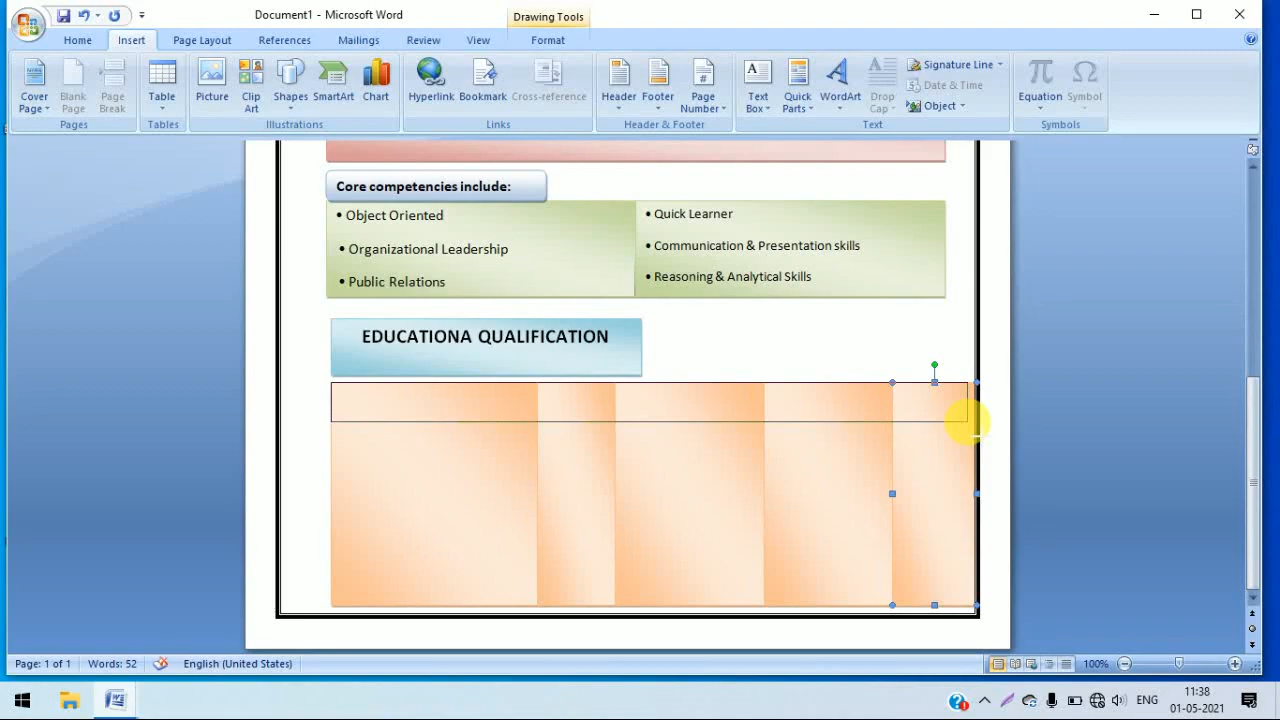 Document1 - Microsoft Word
Drawing Tools
Home Insert Page Layout References Mailings Review View Format
Cover Page Blank Page Page Break Table Picture Clip Art Shapes SmartArt Chart Hyperlink Bookmark Cross-reference Header Footer Page Number Text Box Quick Parts WordArt Drop Cap Signature Line Date & Time Object Equation Symbol
Pages Tables Illustrations Links Header & Footer Text Symbols
Core competencies include:
• Object Oriented
• Organizational Leadership
• Public Relations
• Quick Learner
• Communication & Presentation skills
• Reasoning & Analytical Skills
EDUCATIONA QUALIFICATION
Page: 1 of 1 Words: 52 English (United States) 100%
ENG 11:38
01-05-2021